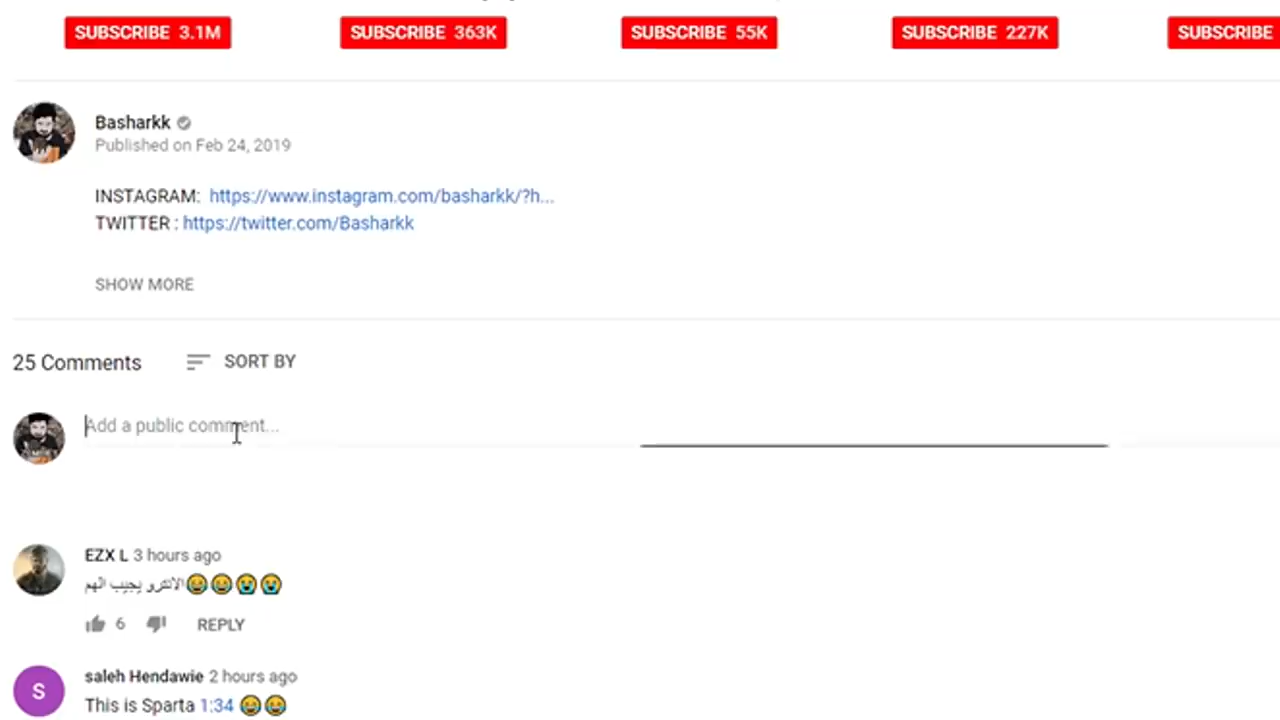 SUBSCRIBE 3.1M SUBSCRIBE 363K SUBSCRIBE 55K SUBSCRIBE 227K SUBSCRIBE
Basharkk
Published on Feb 24, 2019
INSTAGRAM: https://www.instagram.com/basharkk/?h...
TWITTER : https://twitter.com/Basharkk
SHOW MORE
25 Comments SORT BY
Add a public comment...
EZX L 3 hours ago
الانترو يجيب الهم😂😂😭😭
6 REPLY
S saleh Hendawie 2 hours ago
This is Sparta 1:34 😂😂